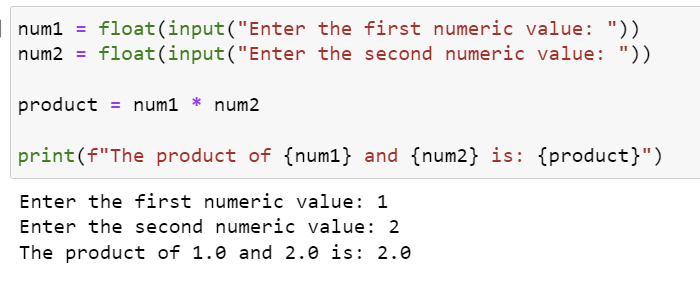 num1 = float(input("Enter the first numeric value: "))
num2 = float(input("Enter the second numeric value: "))
product = num1 * num2
print(f"The product of {num1} and {num2} is: {product}")
Enter the first numeric value: 1
Enter the second numeric value: 2
The product of 1.0 and 2.0 is: 2.0